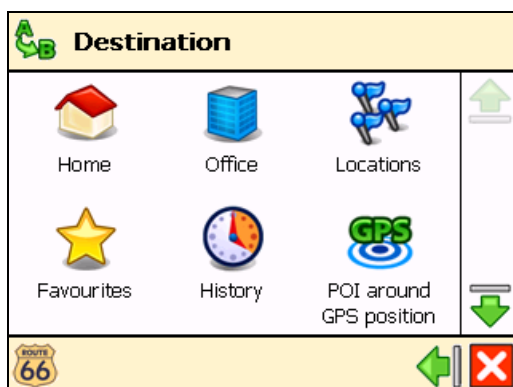 A
B
Destination
Home
Office
Locations
GPS
Favourites
History
POI around
GPS position
ROUTE
66